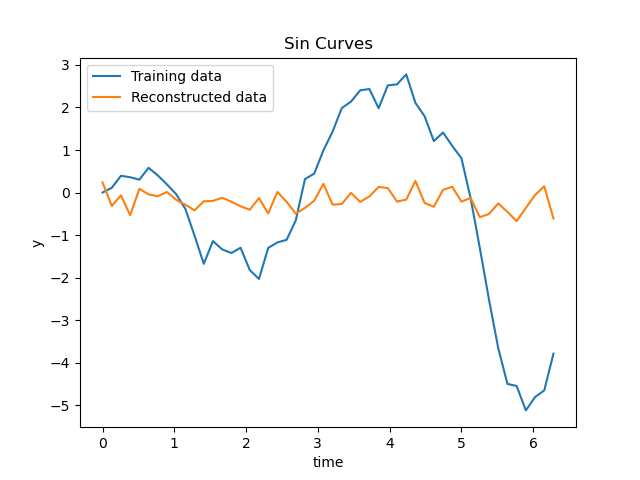 Sin Curves
Training data
Reconstructed data
y
3
2
1
0
−1
−2
−3
−4
−5
0 1 2 3 4 5 6
time